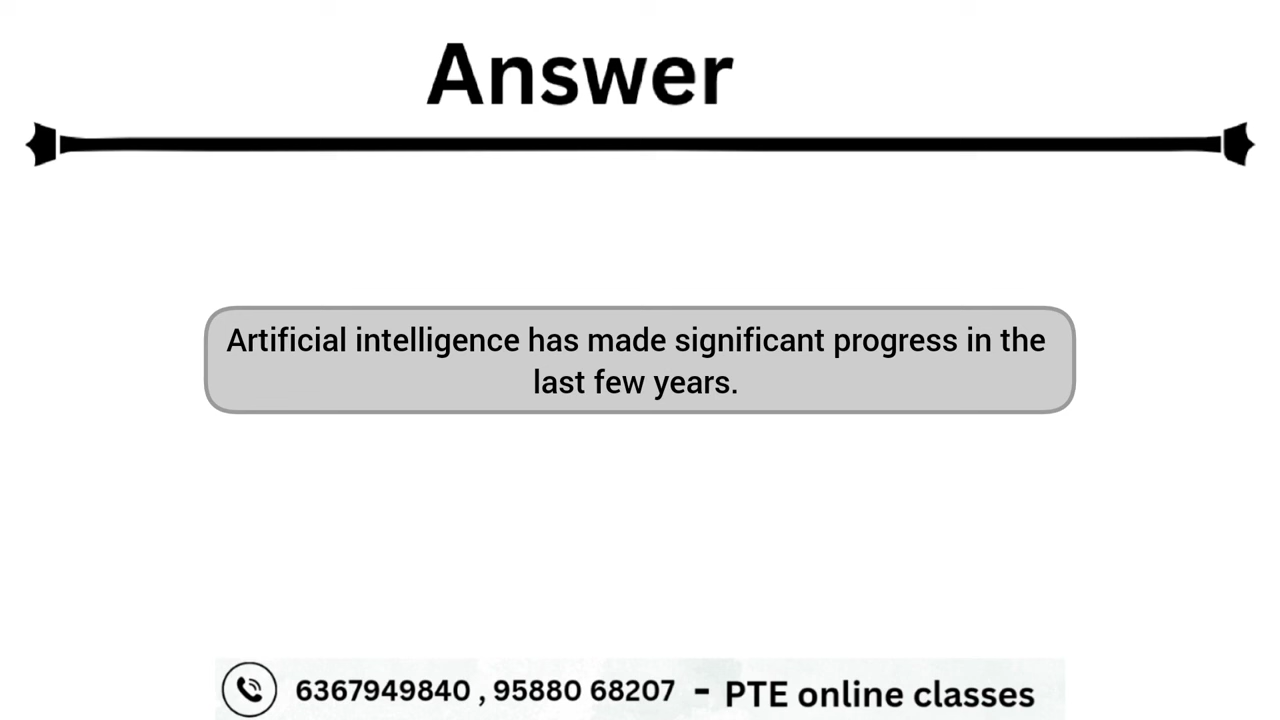 Answer
Artificial intelligence has made significant progress in the
last few years.
6367949840 , 95880 68207 - PTE online classes